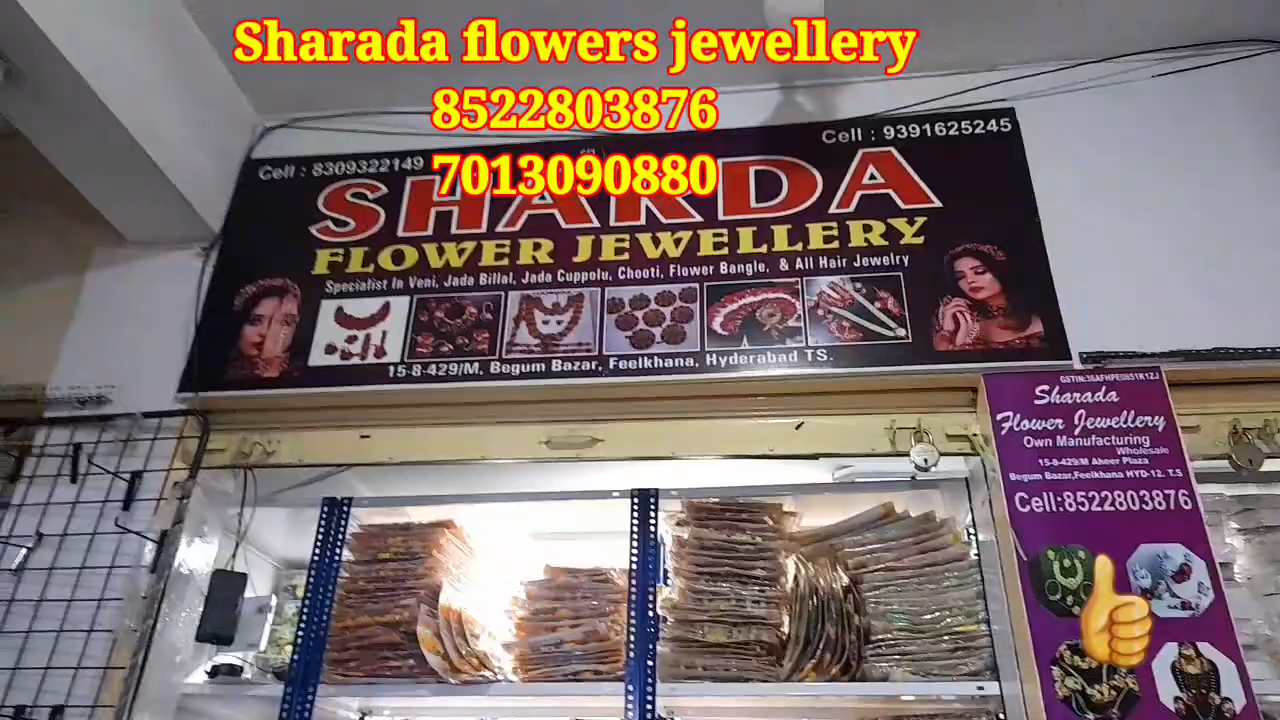 Sharada flowers jewellery
8522803876
7013090880
Cell : 8309322149
Cell : 9391625245
SHARDA
FLOWER JEWELLERY
Specialist In Veni, Jada Billal, Jada Cuppolu, Chooti, Flower Bangle, & All Hair Jewelry
15-8-429/M, Begum Bazar, Feelkhana, Hyderabad TS.
GSTIN:36AFHPE0851K1ZJ
Sharada
Flower Jewellery
Own Manufacturing
Wholesale
15-8-429/M Aheer Plaza
Begum Bazar,Feelkhana HYD-12. T.S
Cell:8522803876